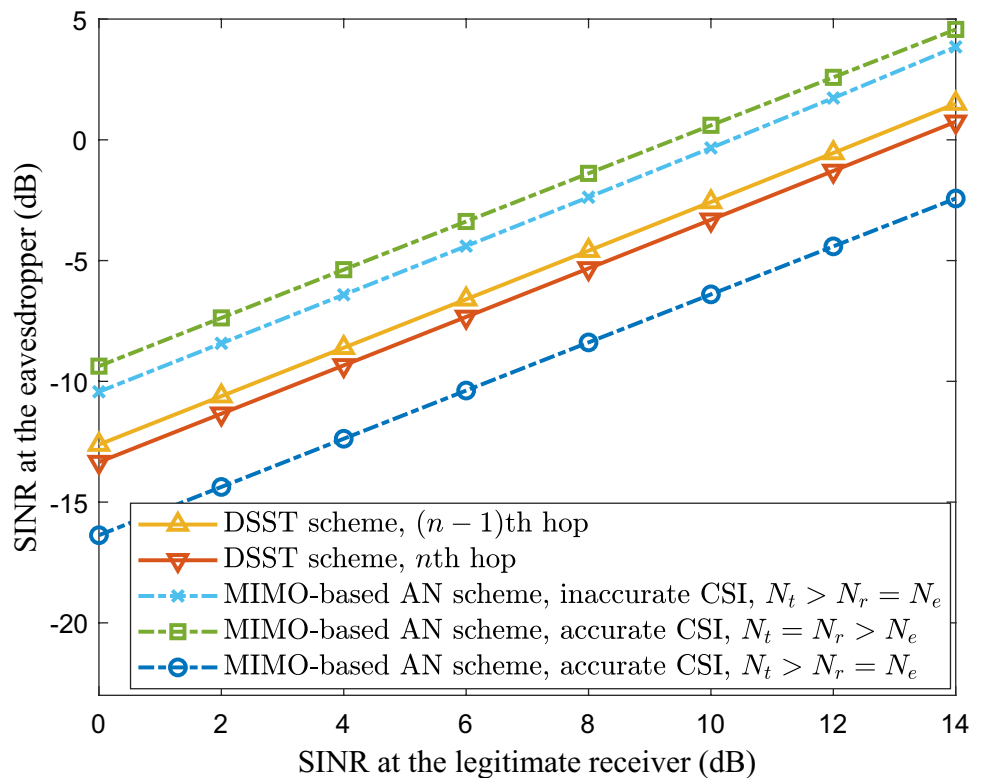 5
0
-5
-10
-15
-20
SINR at the eavesdropper (dB)
DSST scheme, (n − 1)th hop
DSST scheme, nth hop
MIMO-based AN scheme, inaccurate CSI, N_t > N_r = N_e
MIMO-based AN scheme, accurate CSI, N_t = N_r > N_e
MIMO-based AN scheme, accurate CSI, N_t > N_r = N_e
0 2 4 6 8 10 12 14
SINR at the legitimate receiver (dB)